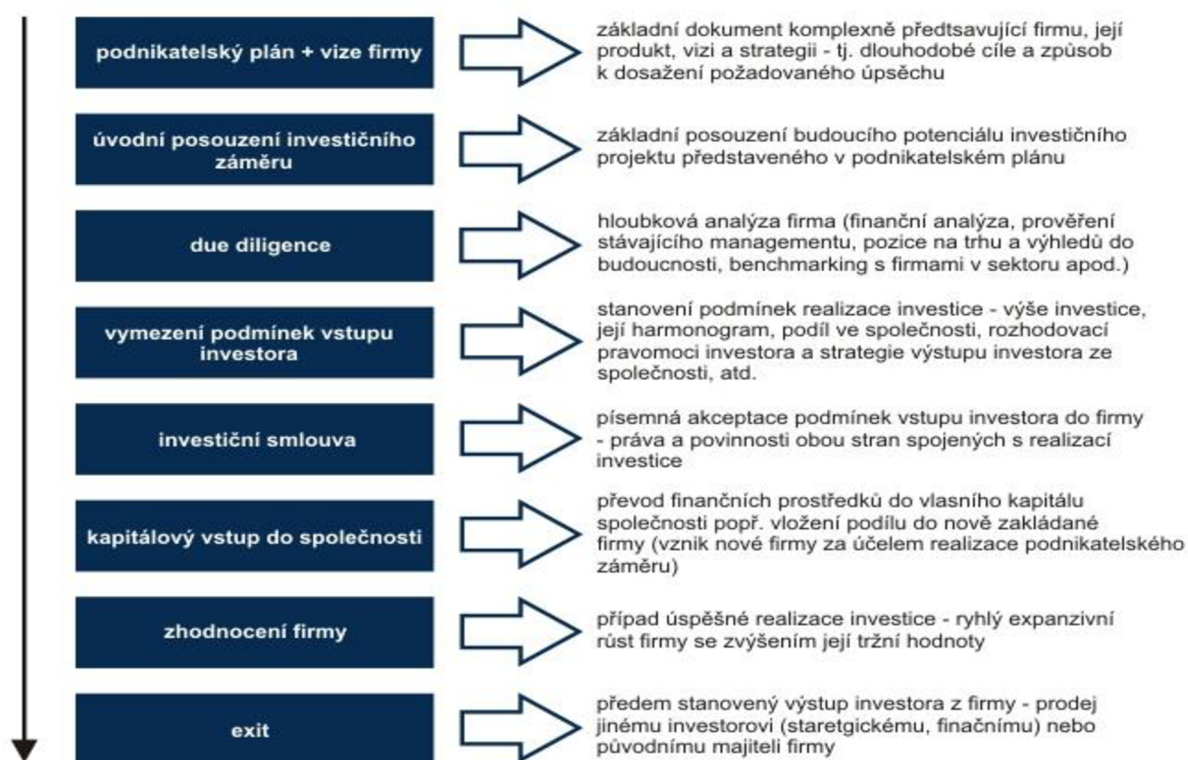 podnikatelský plán + vize firmy
základní dokument komplexně předtsavující firmu, její
produkt, vizi a strategii - tj. dlouhodobé cíle a způsob
k dosažení požadovaného úpsěchu
úvodní posouzení investičního
záměru
základní posouzení budoucího potenciálu investičního
projektu představeného v podnikatelském plánu
due diligence
hloubková analýza firma (finanční analýza, prověření
stávajícího managementu, pozice na trhu a výhledů do
budoucnosti, benchmarking s firmami v sektoru apod.)
vymezení podmínek vstupu
investora
stanovení podmínek realizace investice - výše investice,
její harmonogram, podíl ve společnosti, rozhodovací
pravomoci investora a strategie výstupu investora ze
společnosti, atd.
investiční smlouva
písemná akceptace podmínek vstupu investora do firmy
- práva a povinnosti obou stran spojených s realizací
investice
kapitálový vstup do společnosti
převod finančních prostředků do vlasního kapitálu
společnosti popř. vložení podílu do nově zakládané
firmy (vznik nové firmy za účelem realizace podnikatelského
záměru)
zhodnocení firmy
případ úspěšné realizace investice - ryhlý expanzivní
růst firmy se zvýšením její tržní hodnoty
exit
předem stanovený výstup investora z firmy - prodej
jinému investorovi (staretgickému, finačnímu) nebo
původnímu majiteli firmy